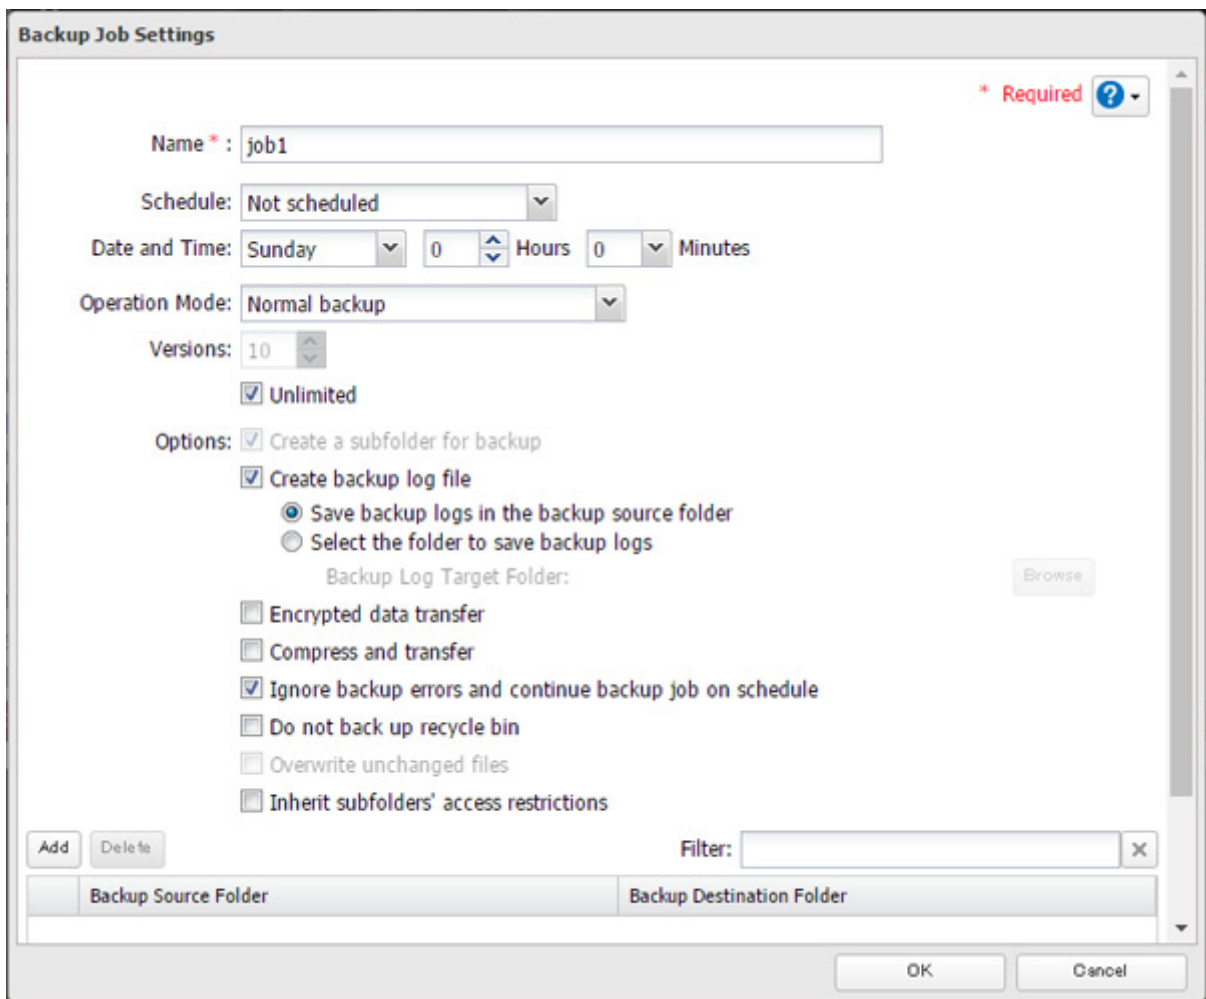 Backup Job Settings
* Required
Name * : job1
Schedule: Not scheduled
Date and Time: Sunday 0 Hours 0 Minutes
Operation Mode: Normal backup
Versions: 10
Unlimited
Options: Create a subfolder for backup
Create backup log file
Save backup logs in the backup source folder
Select the folder to save backup logs
Backup Log Target Folder: Browse
Encrypted data transfer
Compress and transfer
Ignore backup errors and continue backup job on schedule
Do not back up recycle bin
Overwrite unchanged files
Inherit subfolders' access restrictions
Add Delete Filter:
Backup Source Folder Backup Destination Folder
OK Cancel